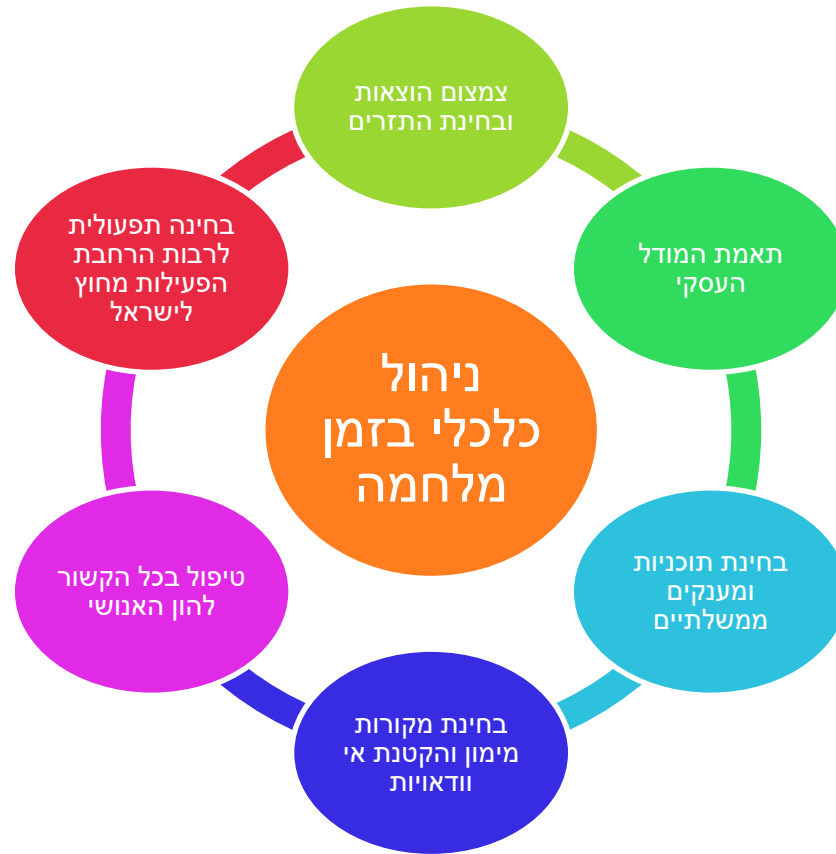 צמצום הוצאות
ובחינת התזרים
תאמת המודל
העסקי
בחינת תוכניות
ומענקים
ממשלתיים
בחינת מקורות
מימון והקטנת אי
וודאויות
טיפול בכל הקשור
להון האנושי
בחינה תפעולית
לרבות הרחבת
הפעילות מחוץ
לישראל
ניהול
כלכלי בזמן
מלחמה